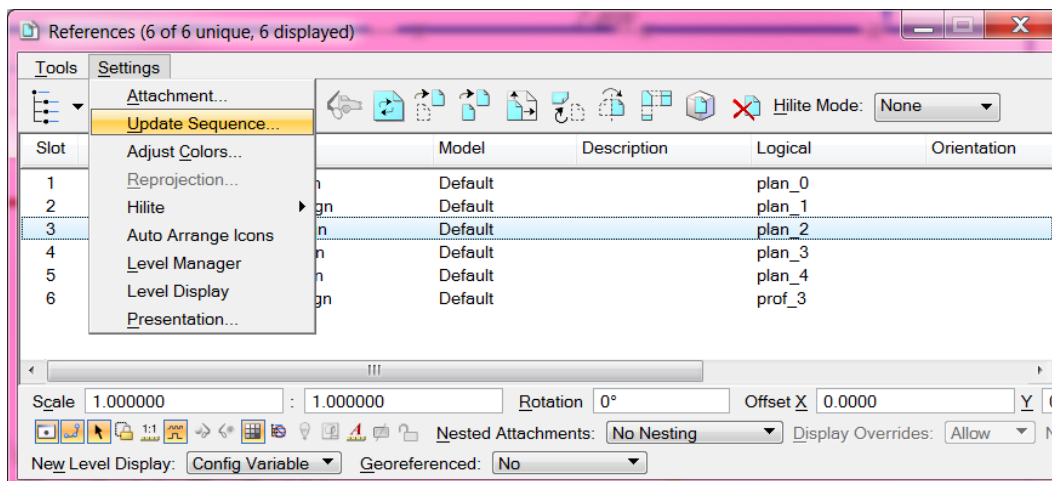 References (6 of 6 unique, 6 displayed)
Tools Settings
Attachment...
Update Sequence...
Adjust Colors...
Reprojection...
Hilite
Auto Arrange Icons
Level Manager
Level Display
Presentation...
Hilite Mode: None
Slot Model Description Logical Orientation
1 Default plan_0
2 gn Default plan_1
3 n Default plan_2
4 n Default plan_3
5 n Default plan_4
6 gn Default prof_3
Scale 1.000000 : 1.000000 Rotation 0° Offset X 0.0000 Y
1:1 Nested Attachments: No Nesting Display Overrides: Allow
New Level Display: Config Variable Georeferenced: No